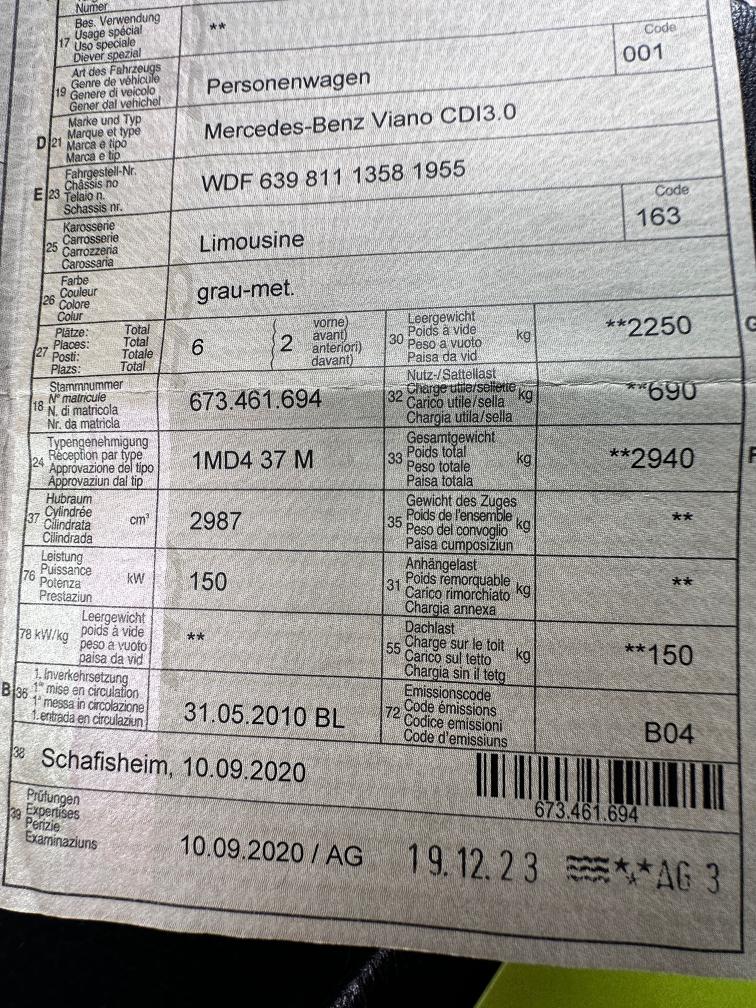 Numer
17
Bes. Verwendung
Usage spécial
Uso speciale
Diever spezial
**
19
Art des Fahrzeugs
Genre de véhicule
Genere di veicolo
Gener dal vehichel
Personenwagen
Code
001
D 21
Marke und Typ
Marque et type
Marca e tipo
Marca e tip
Mercedes-Benz Viano CDI3.0
E 23
Fahrgestell-Nr.
Châssis no
Telaio n.
Schassis nr.
WDF 639 811 1358 1955
25
Karosserie
Carrosserie
Carrozzeria
Carossaria
Limousine
Code
163
26
Farbe
Couleur
Colore
Colur
grau-met.
27
Plätze: Total
Places: Total
Posti: Totale
Plazs: Total
6
2
vorne)
avant)
anteriori)
davant)
30
Leergewicht
Poids à vide
Peso a vuoto
Paisa da vid
kg
**2250
G
18
Stammnummer
N° matricule
N. di matricola
Nr. da matricla
673.461.694
32
Nutz-/Sattellast
Charge utile/sellette
Carico utile/sella
Chargia utila/sella
kg
**690
24
Typengenehmigung
Réception par type
Approvazione del tipo
Approvaziun dal tip
1MD4 37 M
33
Gesamtgewicht
Poids total
Peso totale
Paisa totala
kg
**2940
F
37
Hubraum
Cylindrée
Cilindrata
Cilindrada
cm³
2987
35
Gewicht des Zuges
Poids de l'ensemble
Peso del convoglio
Paisa cumposiziun
kg
**
76
Leistung
Puissance
Potenza
Prestaziun
kW
150
31
Anhängelast
Poids remorquable
Carico rimorchiato
Chargia annexa
kg
**
78 kW/kg
Leergewicht
poids à vide
peso a vuoto
paisa da vid
**
55
Dachlast
Charge sur le toit
Carico sul tetto
Chargia sin il tetg
kg
**150
B 36
1. Inverkehrsetzung
1re mise en circulation
1a messa in circolazione
1. entrada en circulaziun
31.05.2010 BL
72
Emissionscode
Code émissions
Codice emissioni
Code d'emissiuns
B04
38
Schafisheim, 10.09.2020
673.461.694
39
Prüfungen
Expertises
Perizie
Examinaziuns
10.09.2020 / AG
19.12.23
AG 3